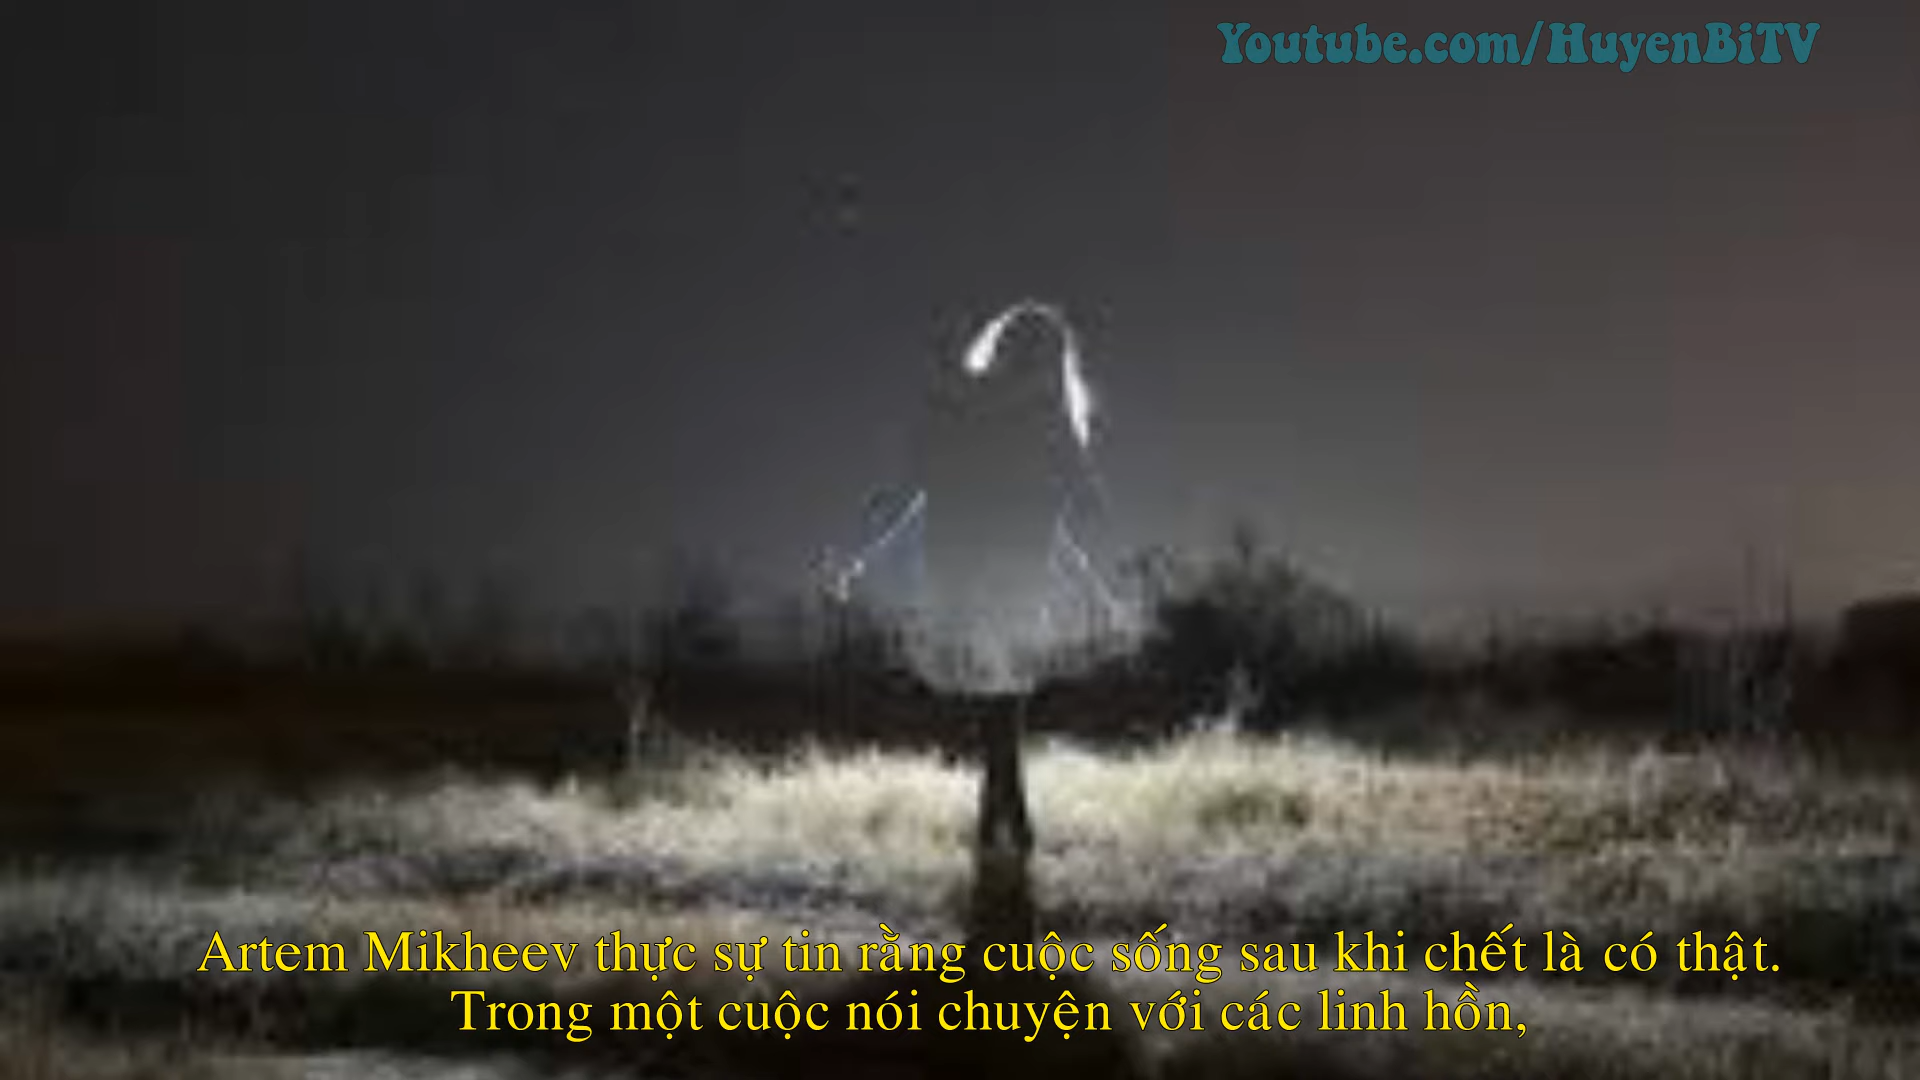 Youtube.com/HuyenBiTV
Artem Mikheev thực sự tin rằng cuộc sống sau khi chết là có thật.
Trong một cuộc nói chuyện với các linh hồn,